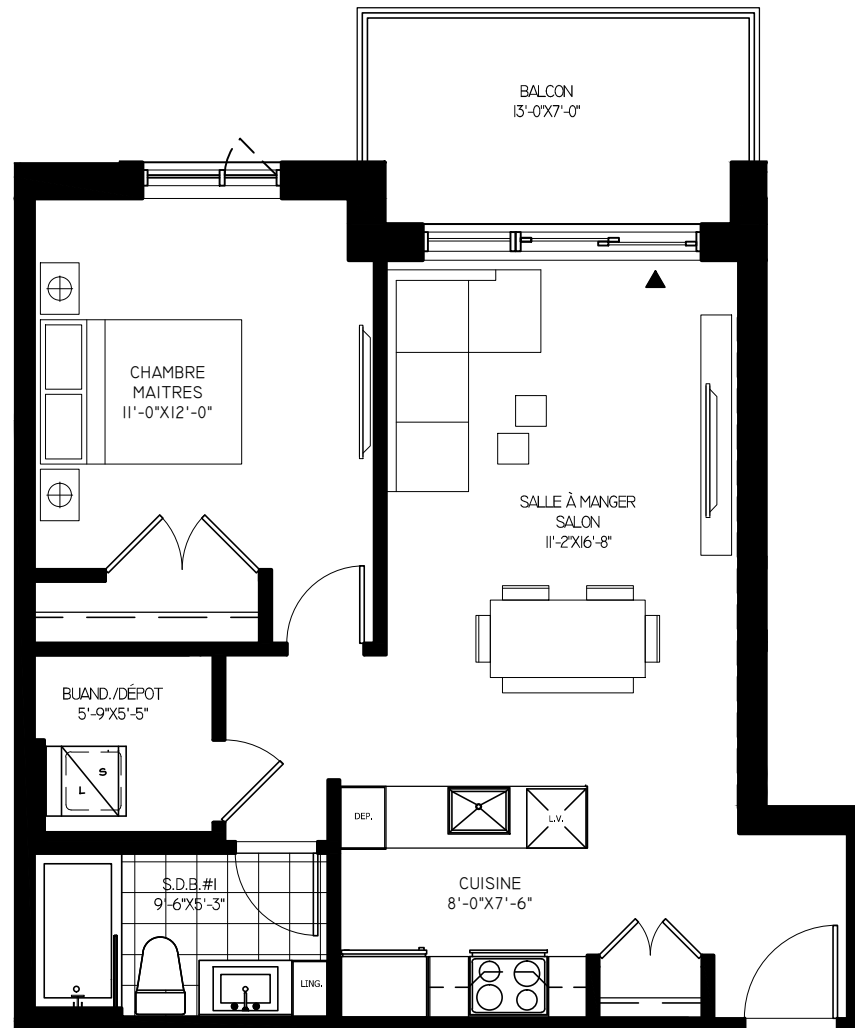 BALCON
13'-0"X7'-0"
CHAMBRE
MAITRES
11'-0"X12'-0"
SALLE À MANGER
SALON
11'-2"X16'-8"
BUAND./DÉPOT
5'-9"X5'-5"
S
L
DEP.
L.V.
S.D.B.#1
9'-6"X5'-3"
CUISINE
8'-0"X7'-6"
LING.